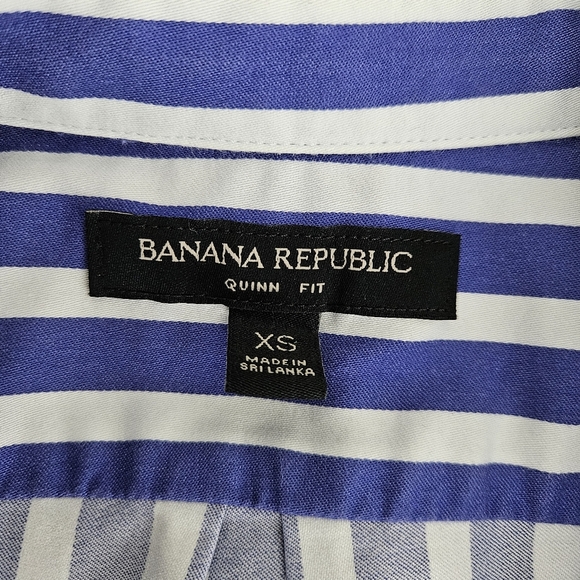 BANANA REPUBLIC
QUINN FIT
XS
MADE IN
SRI LANKA